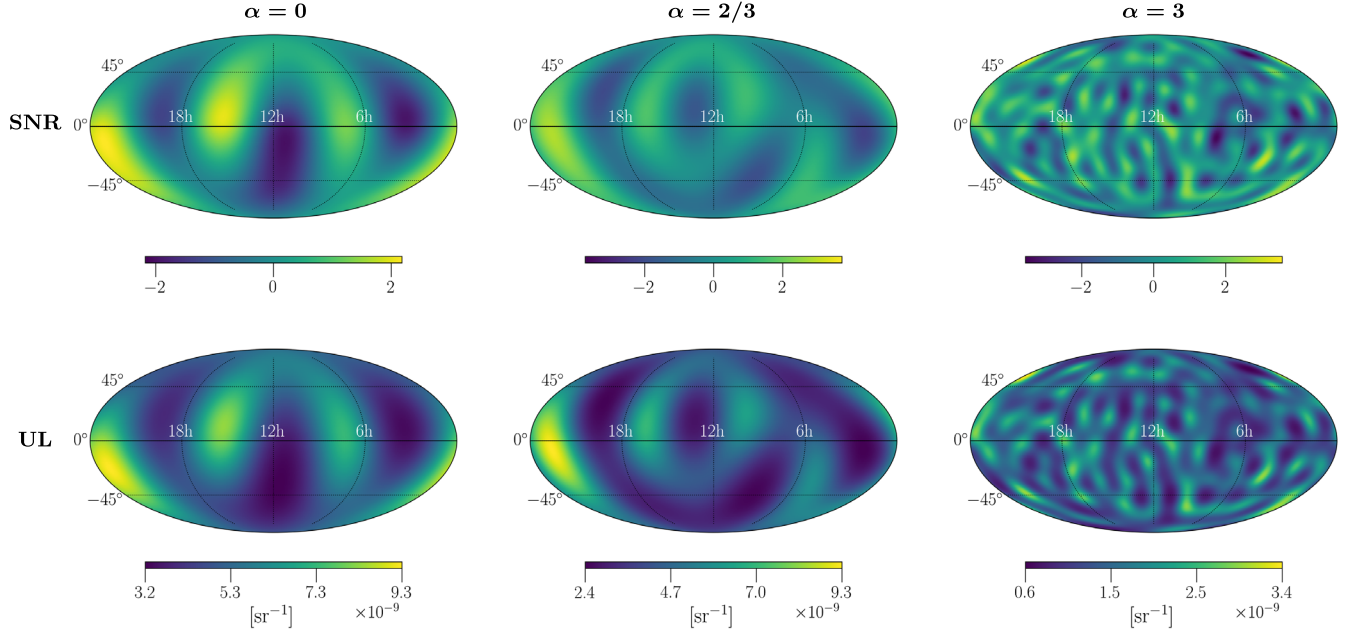 α = 0 α = 2/3 α = 3
45° 45° 45°
SNR 0° 18h 12h 6h 0° 18h 12h 6h 0° 18h 12h 6h
−45° −45° −45°
−2 0 2 −2 0 2 −2 0 2
45° 45° 45°
UL 0° 18h 12h 6h 0° 18h 12h 6h 0° 18h 12h 6h
−45° −45° −45°
3.2 5.3 7.3 9.3 2.4 4.7 7.0 9.3 0.6 1.5 2.5 3.4
[sr⁻¹] ×10⁻⁹ [sr⁻¹] ×10⁻⁹ [sr⁻¹] ×10⁻⁹